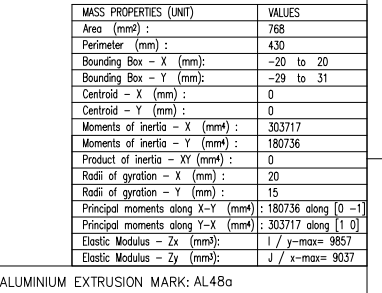 MASS PROPERTIES (UNIT) VALUES
Area (mm²) : 768
Perimeter (mm) : 430
Bounding Box – X (mm): –20 to 20
Bounding Box – Y (mm): –29 to 31
Centroid – X (mm) : 0
Centroid – Y (mm) : 0
Moments of inertia – X (mm⁴) : 303717
Moments of inertia – Y (mm⁴) : 180736
Product of inertia – XY (mm⁴) : 0
Radii of gyration – X (mm) : 20
Radii of gyration – Y (mm) : 15
Principal moments along X–Y (mm⁴) : 180736 along [0 –1]
Principal moments along Y–X (mm⁴) : 303717 along [1 0]
Elastic Modulus – Zx (mm³): I / y–max= 9857
Elastic Modulus – Zy (mm³): J / x–max= 9037
ALUMINIUM EXTRUSION MARK: AL48a